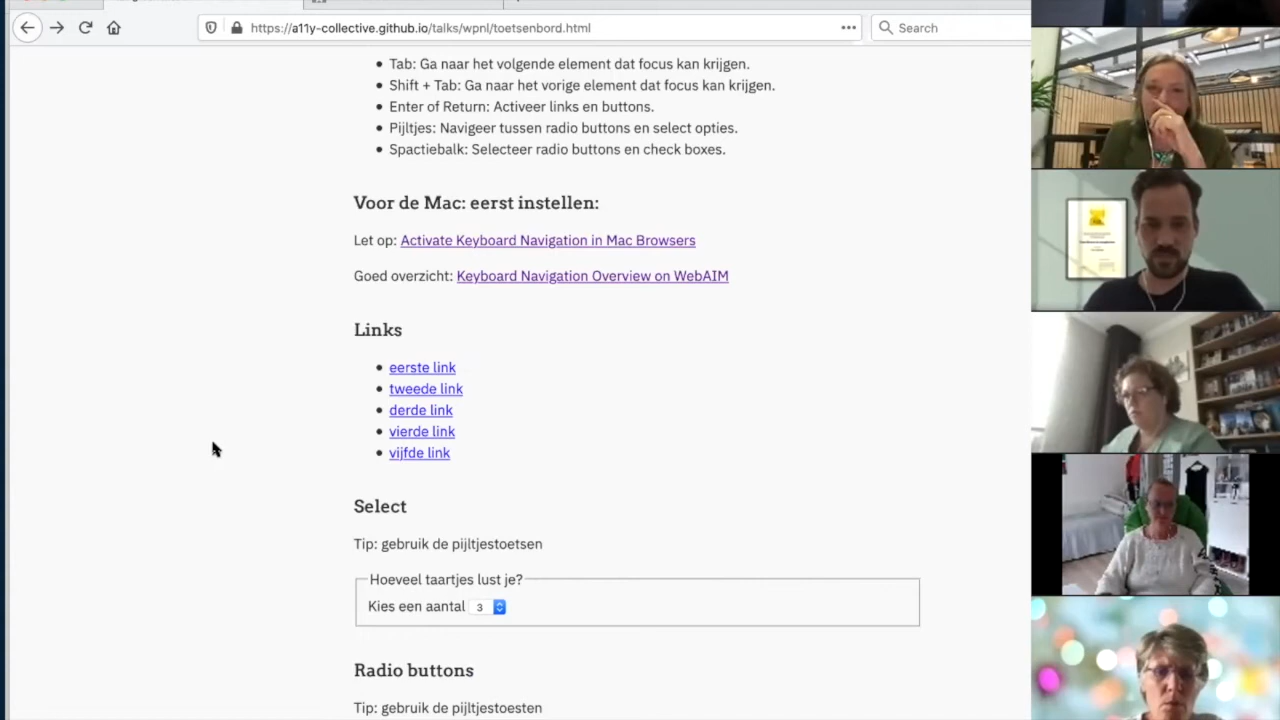 https://a11y-collective.github.io/talks/wpnl/toetsenbord.html
Search
Tab: Ga naar het volgende element dat focus kan krijgen.
Shift + Tab: Ga naar het vorige element dat focus kan krijgen.
Enter of Return: Activeer links en buttons.
Pijltjes: Navigeer tussen radio buttons en select opties.
Spactiebalk: Selecteer radio buttons en check boxes.
Voor de Mac: eerst instellen:
Let op: Activate Keyboard Navigation in Mac Browsers
Goed overzicht: Keyboard Navigation Overview on WebAIM
Links
eerste link
tweede link
derde link
vierde link
vijfde link
Select
Tip: gebruik de pijltjestoetsen
Hoeveel taartjes lust je?
Kies een aantal 3
Radio buttons
Tip: gebruik de pijltjestoesten